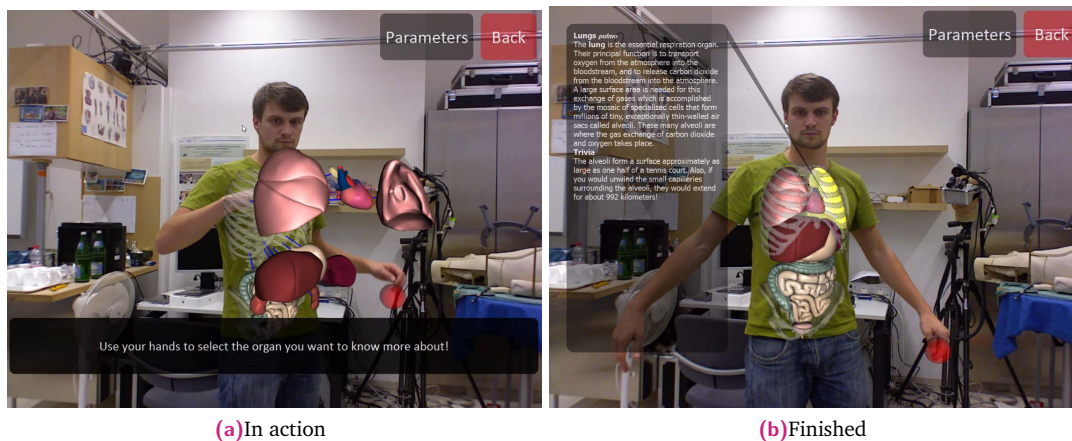 Parameters Back
Use your hands to select the organ you want to know more about!
(a)In action
Lungs pulmo
The lung is the essential respiration organ.
Their principal function is to transport
oxygen from the atmosphere into the
bloodstream, and to release carbon dioxide
from the bloodstream into the atmosphere.
A large surface area is needed for this
exchange of gases which is accomplished
by the mosaic of specialized cells that form
millions of tiny, exceptionally thin-walled air
sacs called alveoli. These many alveoli are
where the gas exchange of carbon dioxide
and oxygen takes place.
Trivia
The alveoli form a surface approximately as
large as one half of a tennis court. Also, if
you would unwind the small capilleries
surrounding the alveoli, they would extend
for about 992 kilometers!
Parameters Back
(b)Finished